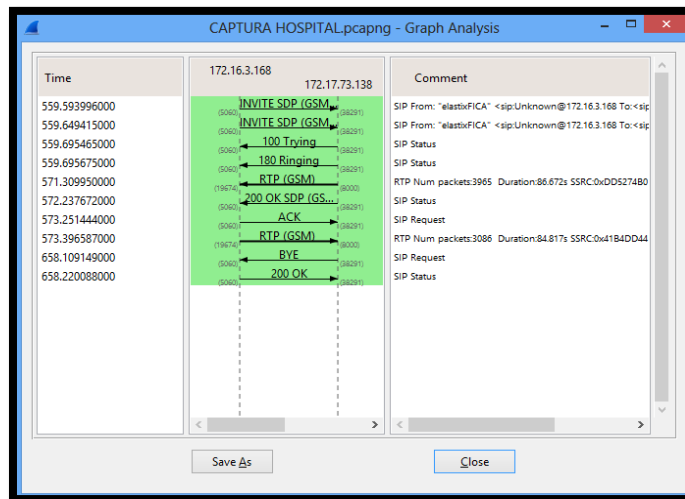 CAPTURA HOSPITAL.pcapng - Graph Analysis
Time
172.16.3.168
172.17.73.138
Comment
559.593996000 INVITE SDP (GSM... (5060) (38291) SIP From: "elastixFICA" <sip:Unknown@172.16.3.168 To:<sip
559.649415000 INVITE SDP (GSM... (5060) (38291) SIP From: "elastixFICA" <sip:Unknown@172.16.3.168 To:<sip
559.695465000 100 Trying (5060) (38291) SIP Status
559.695675000 180 Ringing (5060) (38291) SIP Status
571.309950000 RTP (GSM) (19674) (8000) RTP Num packets:3965 Duration:86.672s SSRC:0xDD5274B0
572.237672000 200 OK SDP (GS... (5060) (38291) SIP Status
573.251444000 ACK (5060) (38291) SIP Request
573.396587000 RTP (GSM) (19674) (8000) RTP Num packets:3086 Duration:84.817s SSRC:0x41B4DD44
658.109149000 BYE (5060) (38291) SIP Request
658.220088000 200 OK (5060) (38291) SIP Status
Save As
Close